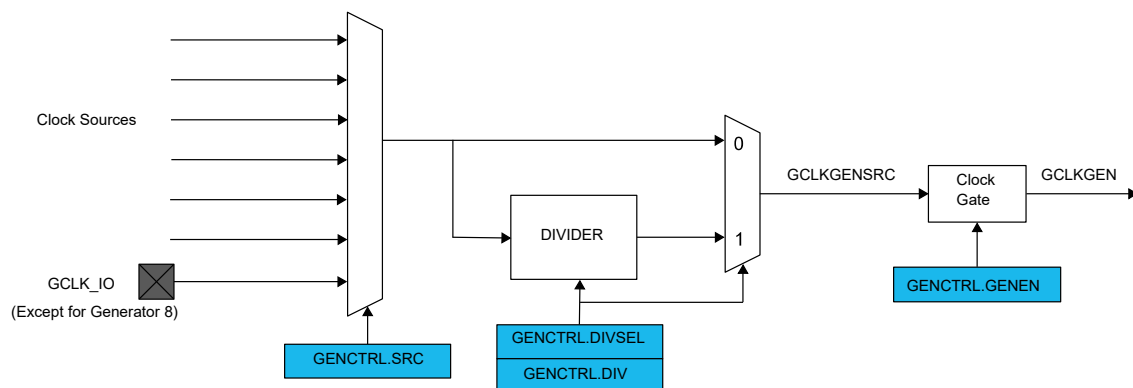 Clock Sources
GCLK_IO
(Except for Generator 8)
GENCTRL.SRC
DIVIDER
GENCTRL.DIVSEL
GENCTRL.DIV
0
1
GCLKGENSRC
Clock
Gate
GCLKGEN
GENCTRL.GENEN